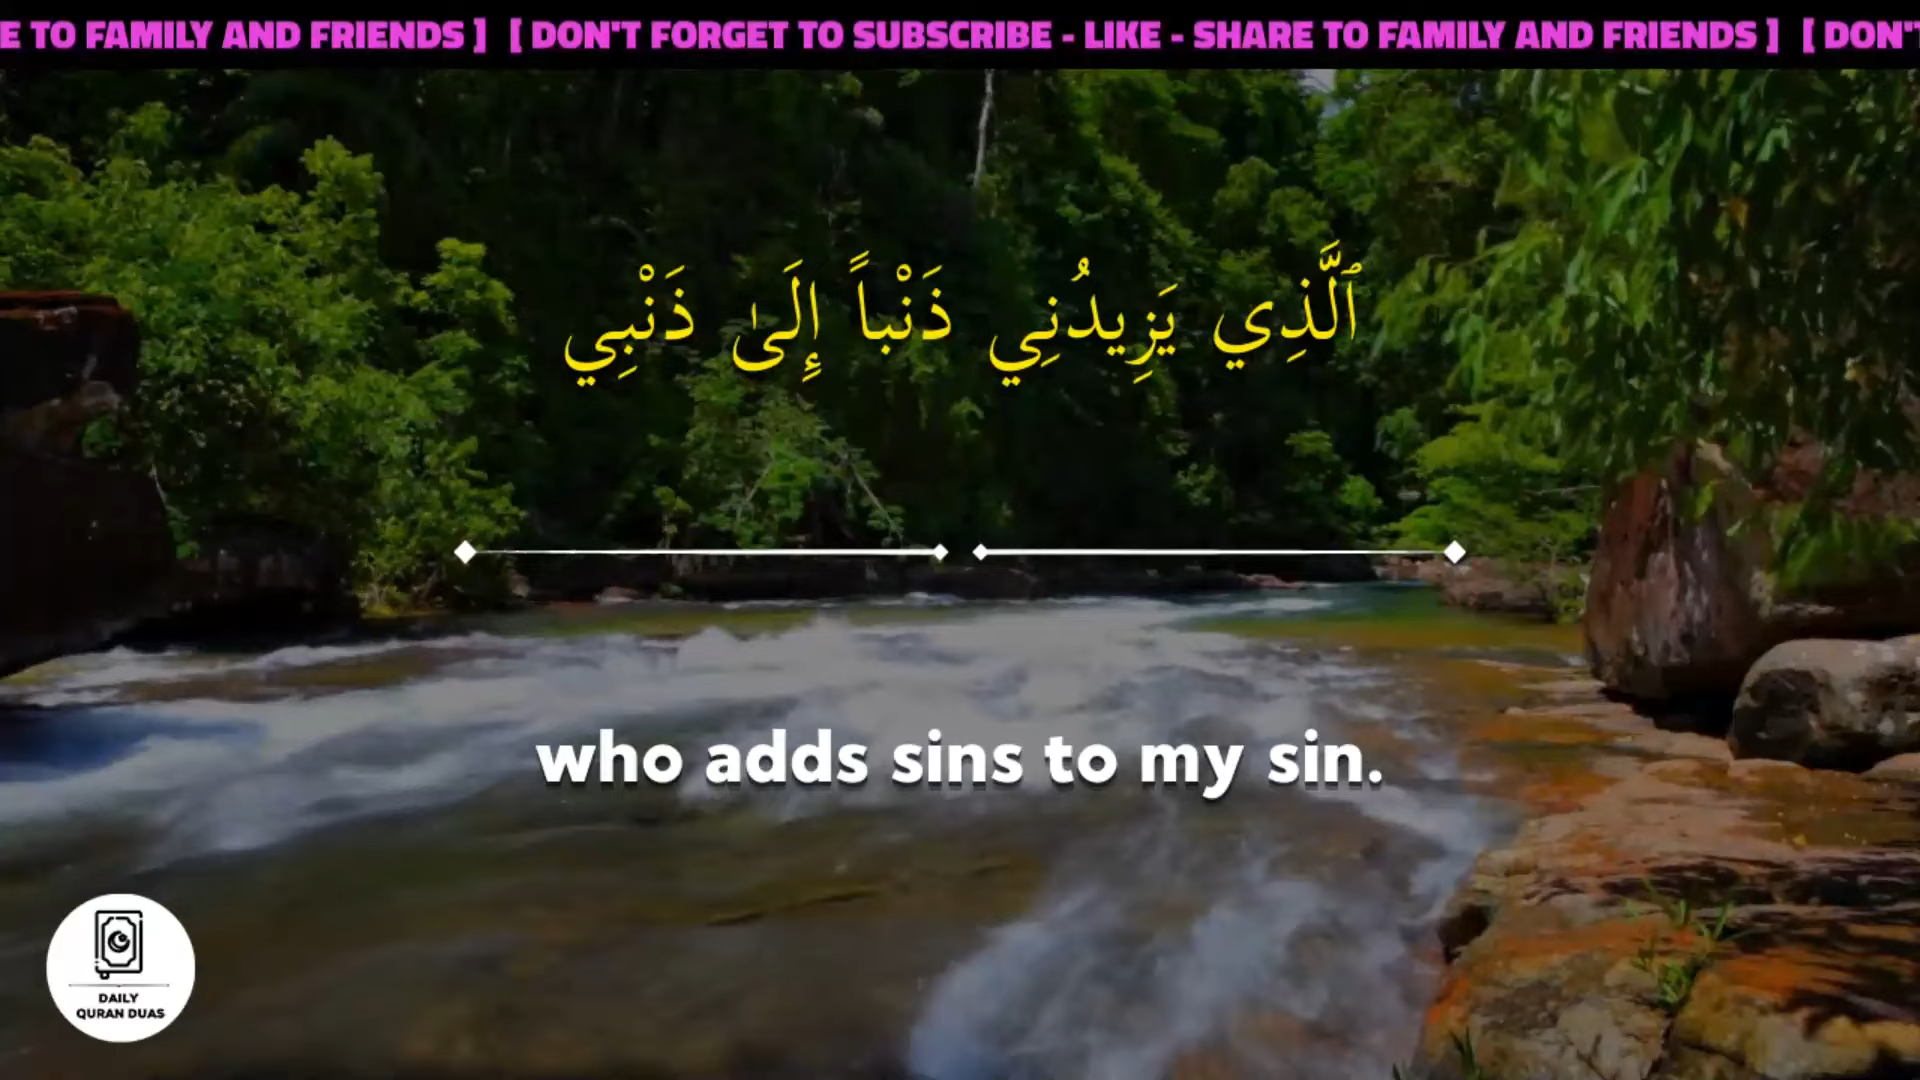 E TO FAMILY AND FRIENDS ] [ DON'T FORGET TO SUBSCRIBE - LIKE - SHARE TO FAMILY AND FRIENDS ] [ DON'T
ٱلَّذِي يَزِيدُنِي ذَنْباً إِلَىٰ ذَنْبِي
who adds sins to my sin.
DAILY
QURAN DUAS